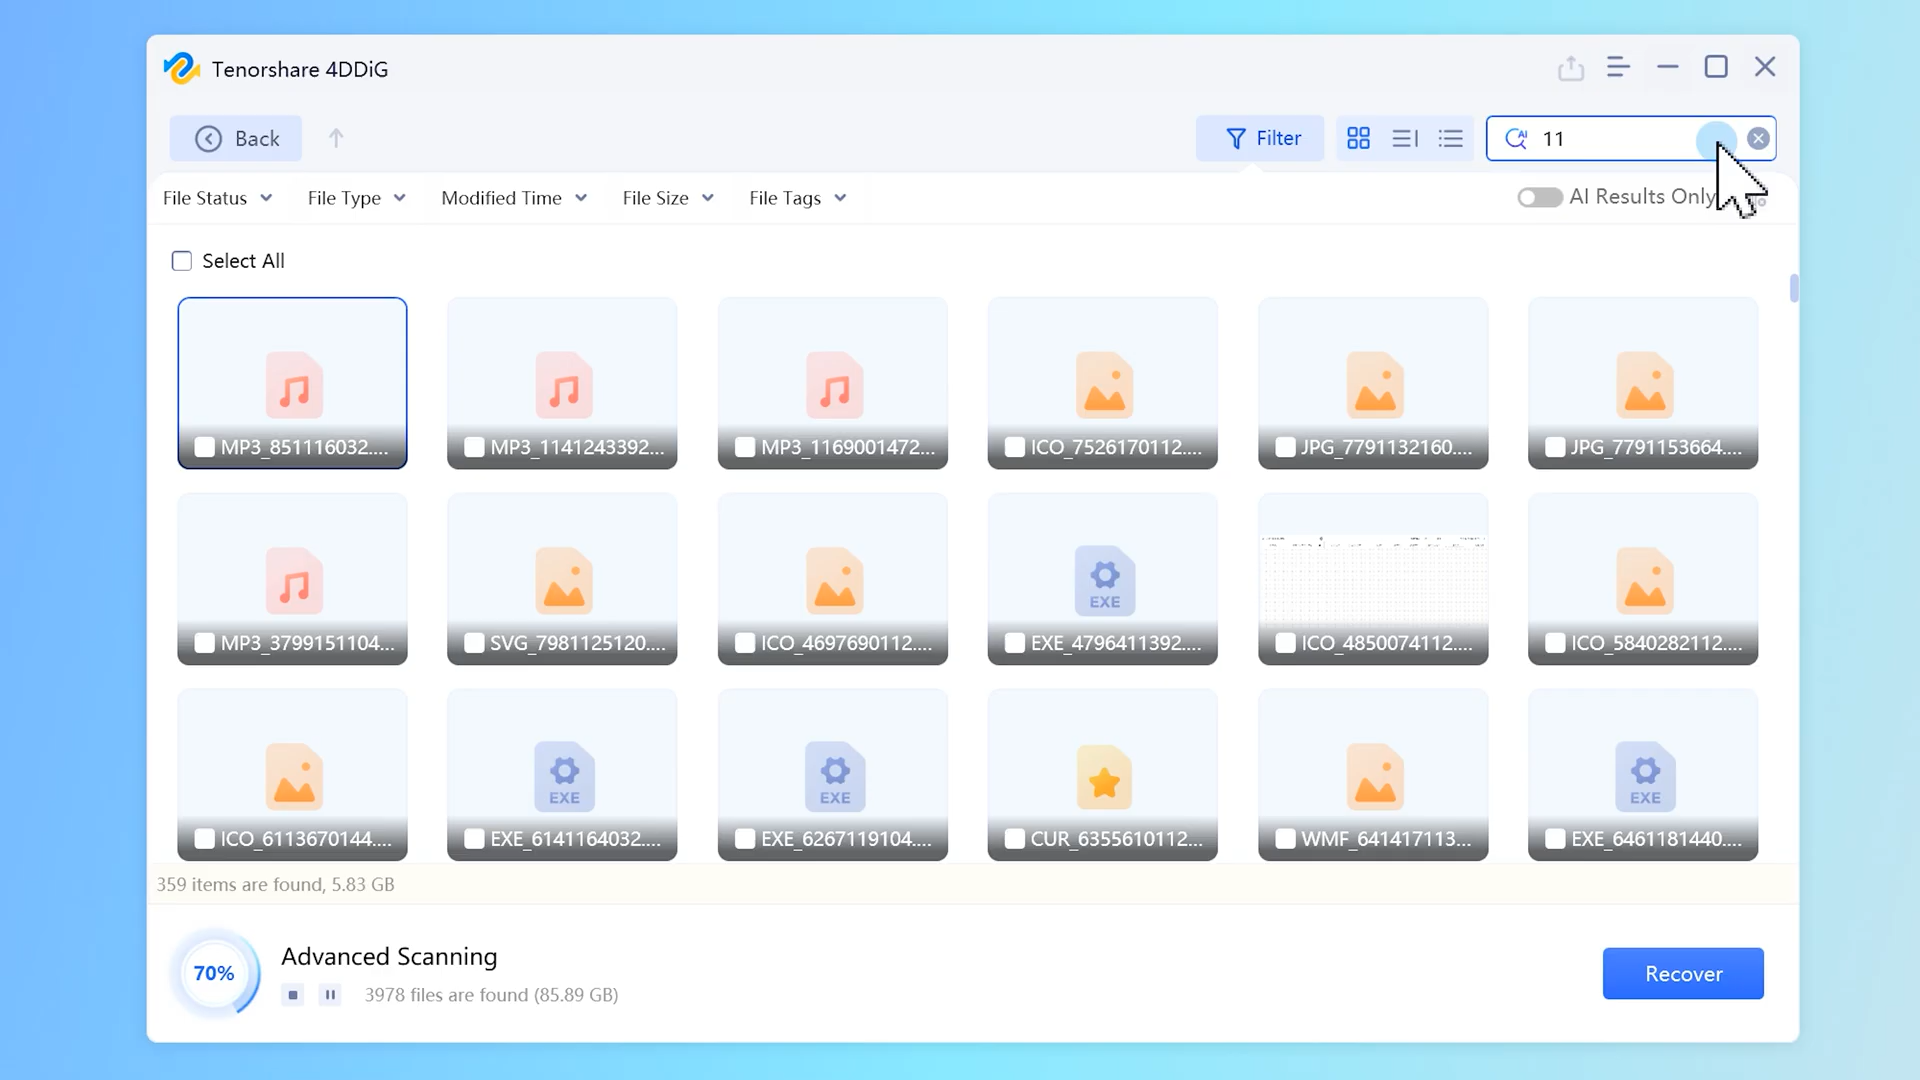 Tenorshare 4DDiG
Back
Filter
AI 11
File Status
File Type
Modified Time
File Size
File Tags
AI Results Only
Select All
MP3_851116032....
MP3_1141243392...
MP3_1169001472...
ICO_7526170112....
JPG_7791132160....
JPG_7791153664....
MP3_3799151104...
SVG_7981125120....
ICO_4697690112....
EXE
EXE_4796411392....
ICO_4850074112....
ICO_5840282112....
ICO_6113670144....
EXE
EXE_6141164032....
EXE
EXE_6267119104....
CUR_6355610112...
WMF_641417113...
EXE
EXE_6461181440....
359 items are found, 5.83 GB
70%
Advanced Scanning
3978 files are found (85.89 GB)
Recover